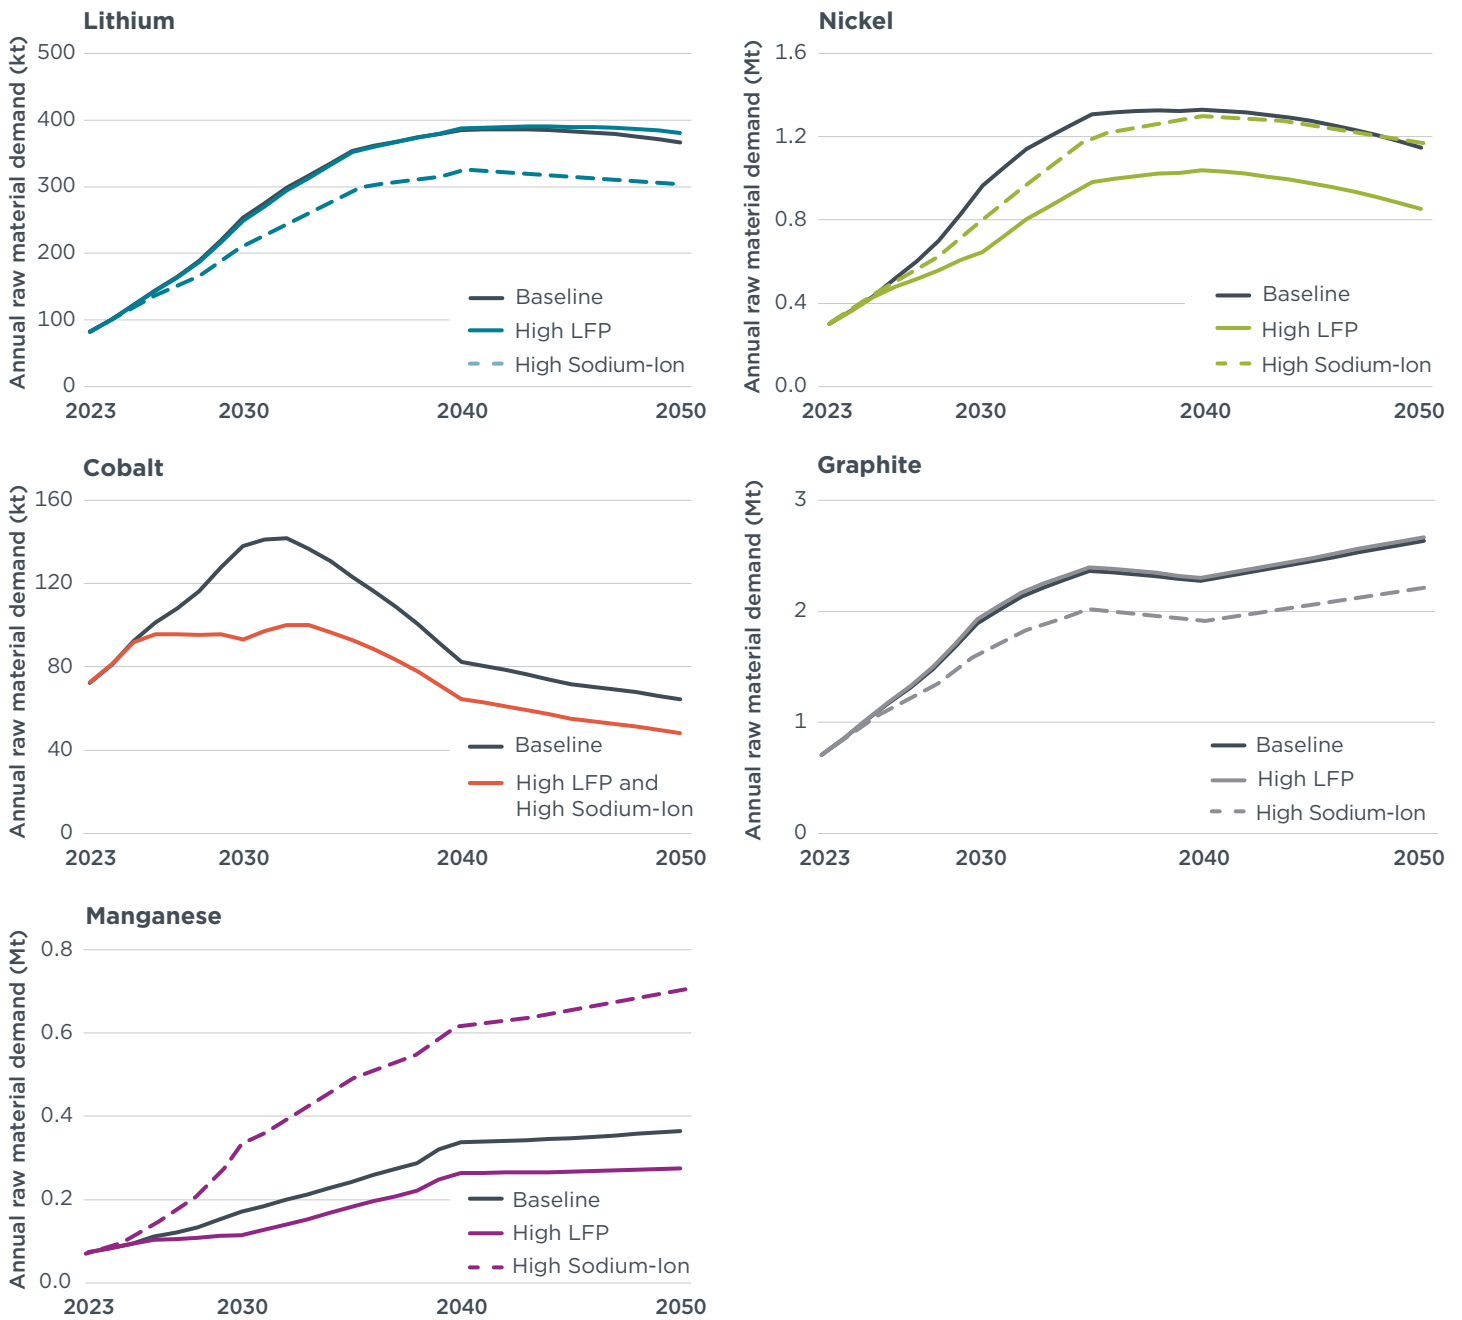 Lithium
Annual raw material demand (kt)
500
400
300
200
100
0
2023
2030
2040
2050
Baseline
High LFP
High Sodium-Ion
Nickel
Annual raw material demand (Mt)
1.6
1.2
0.8
0.4
0.0
2023
2030
2040
2050
Baseline
High LFP
High Sodium-Ion
Cobalt
Annual raw material demand (kt)
160
120
80
40
0
2023
2030
2040
2050
Baseline
High LFP and
High Sodium-Ion
Graphite
Annual raw material demand (Mt)
3
2
1
0
2023
2030
2040
2050
Baseline
High LFP
High Sodium-Ion
Manganese
Annual raw material demand (Mt)
0.8
0.6
0.4
0.2
0.0
2023
2030
2040
2050
Baseline
High LFP
High Sodium-Ion